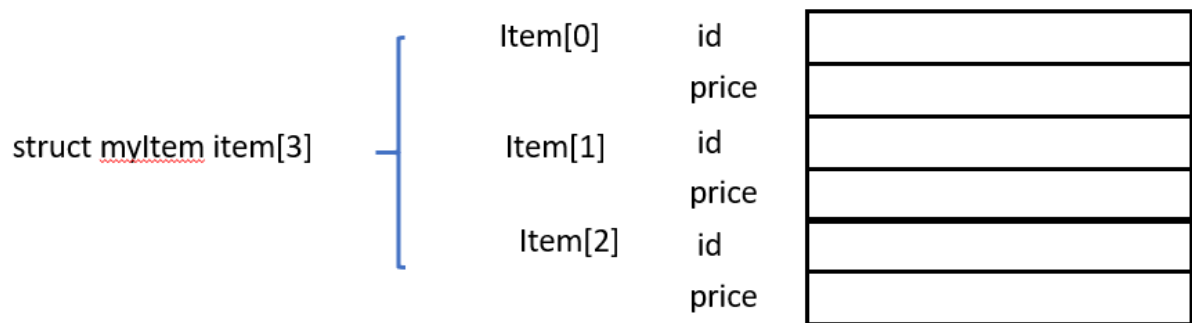 Item[0] id
price
struct myItem item[3] Item[1] id
price
Item[2] id
price